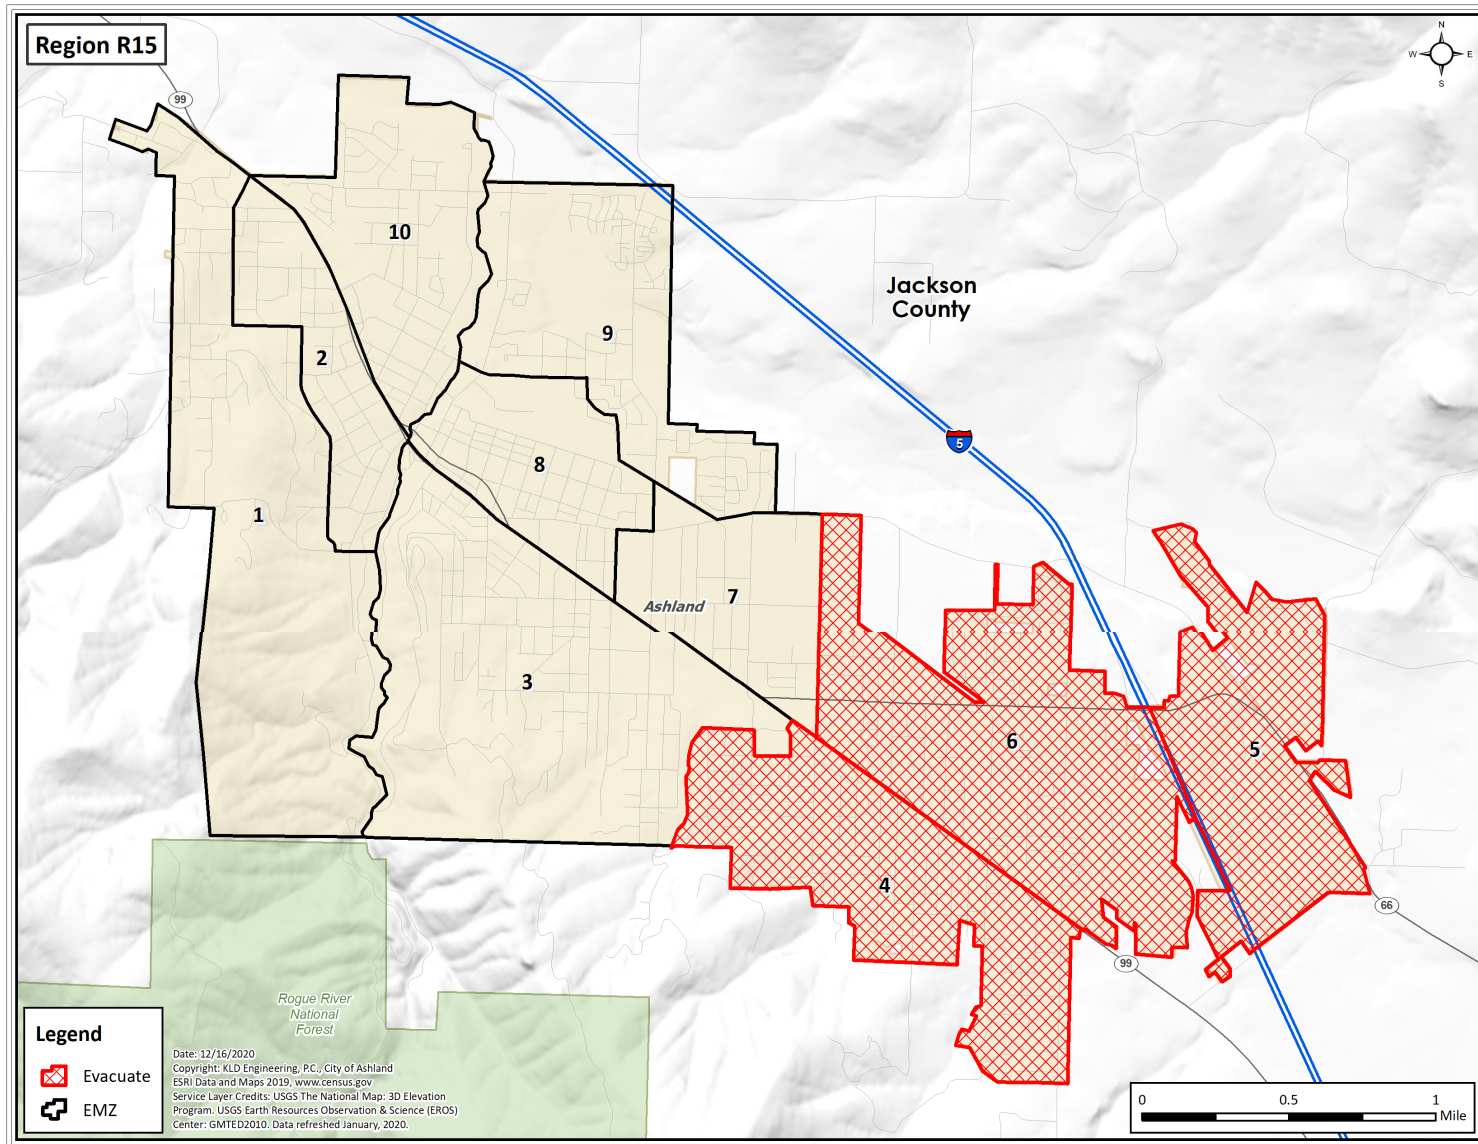 Region R15
N
W E
S
99
10
Jackson
County
9
2
5
8
1
7
Ashland
3
6
5
4
66
99
Rogue River
National
Forest
Legend
Evacuate
EMZ
Date: 12/16/2020
Copyright: KLD Engineering, P.C., City of Ashland
ESRI Data and Maps 2019, www.census.gov
Service Layer Credits: USGS The National Map: 3D Elevation
Program. USGS Earth Resources Observation & Science (EROS)
Center: GMTED2010. Data refreshed January, 2020.
0 0.5 1
Mile